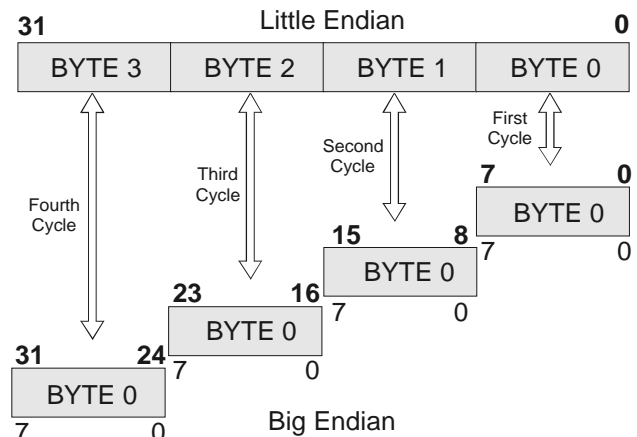 Little Endian
31 0
BYTE 3 BYTE 2 BYTE 1 BYTE 0
First
Cycle
Second
Cycle
Third
Cycle
Fourth
Cycle
7 0
BYTE 0
7 0
15 8
BYTE 0
7 0
23 16
BYTE 0
7 0
31 24
BYTE 0
7 0
Big Endian